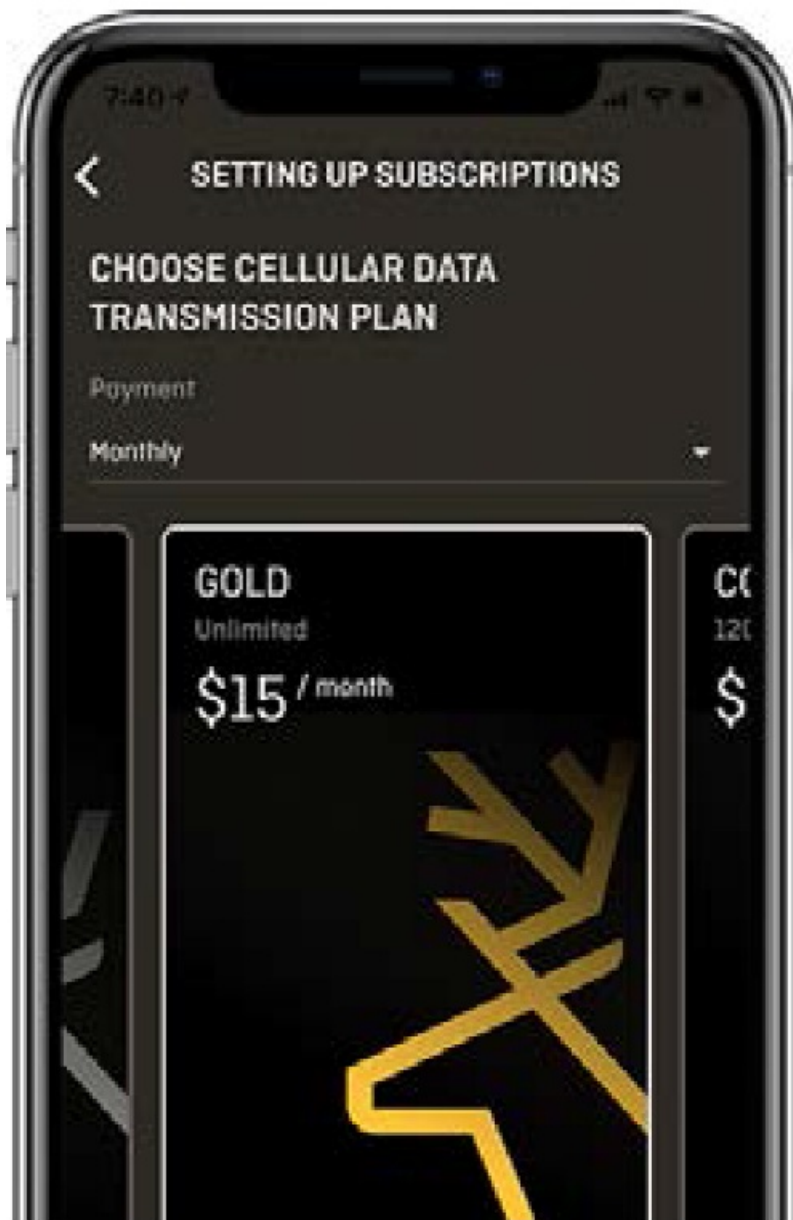 7:40
SETTING UP SUBSCRIPTIONS
CHOOSE CELLULAR DATA
TRANSMISSION PLAN
Payment
Monthly
GOLD
Unlimited
$15 / month
$